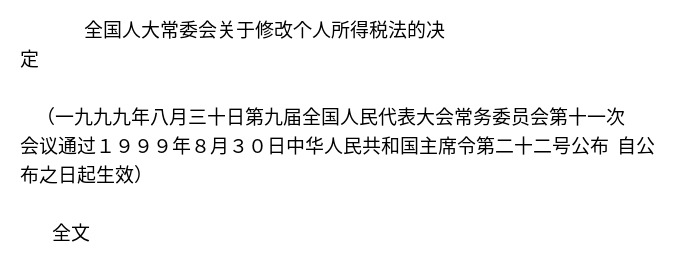 全国人大常委会关于修改个人所得税法的决
定
（一九九九年八月三十日第九届全国人民代表大会常务委员会第十一次
会议通过１９９９年８月３０日中华人民共和国主席令第二十二号公布 自公
布之日起生效）
全文